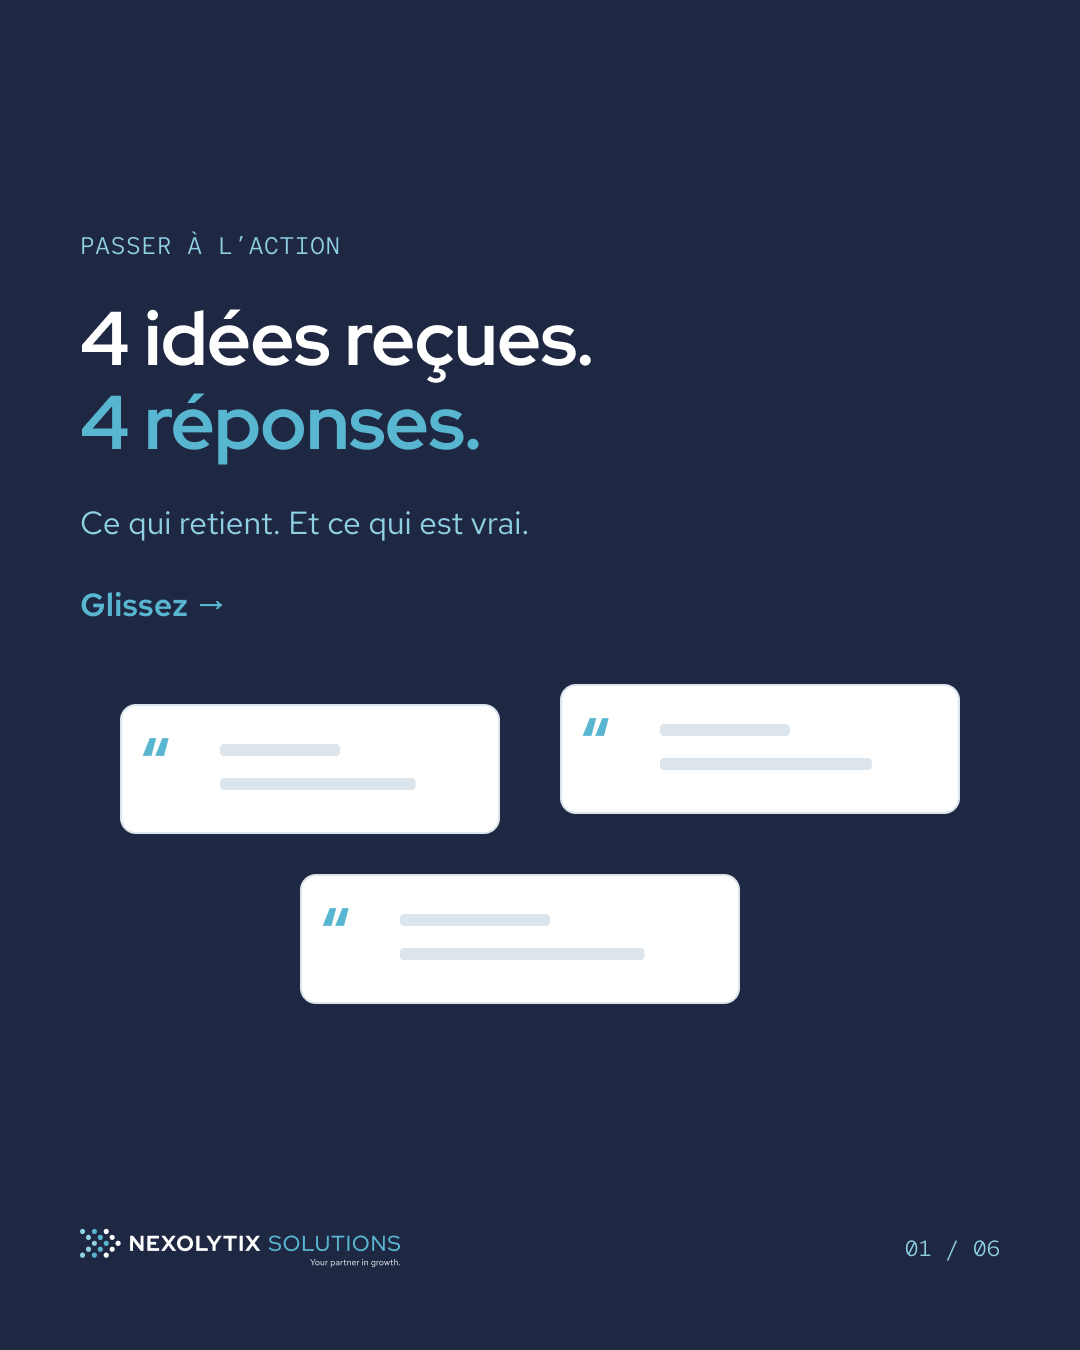 PASSER À L’ACTION
4 idées reçues.
4 réponses.
Ce qui retient. Et ce qui est vrai.
Glissez →
“
“
“
NEXOLYTIX SOLUTIONS
Your partner in growth.
01 / 06